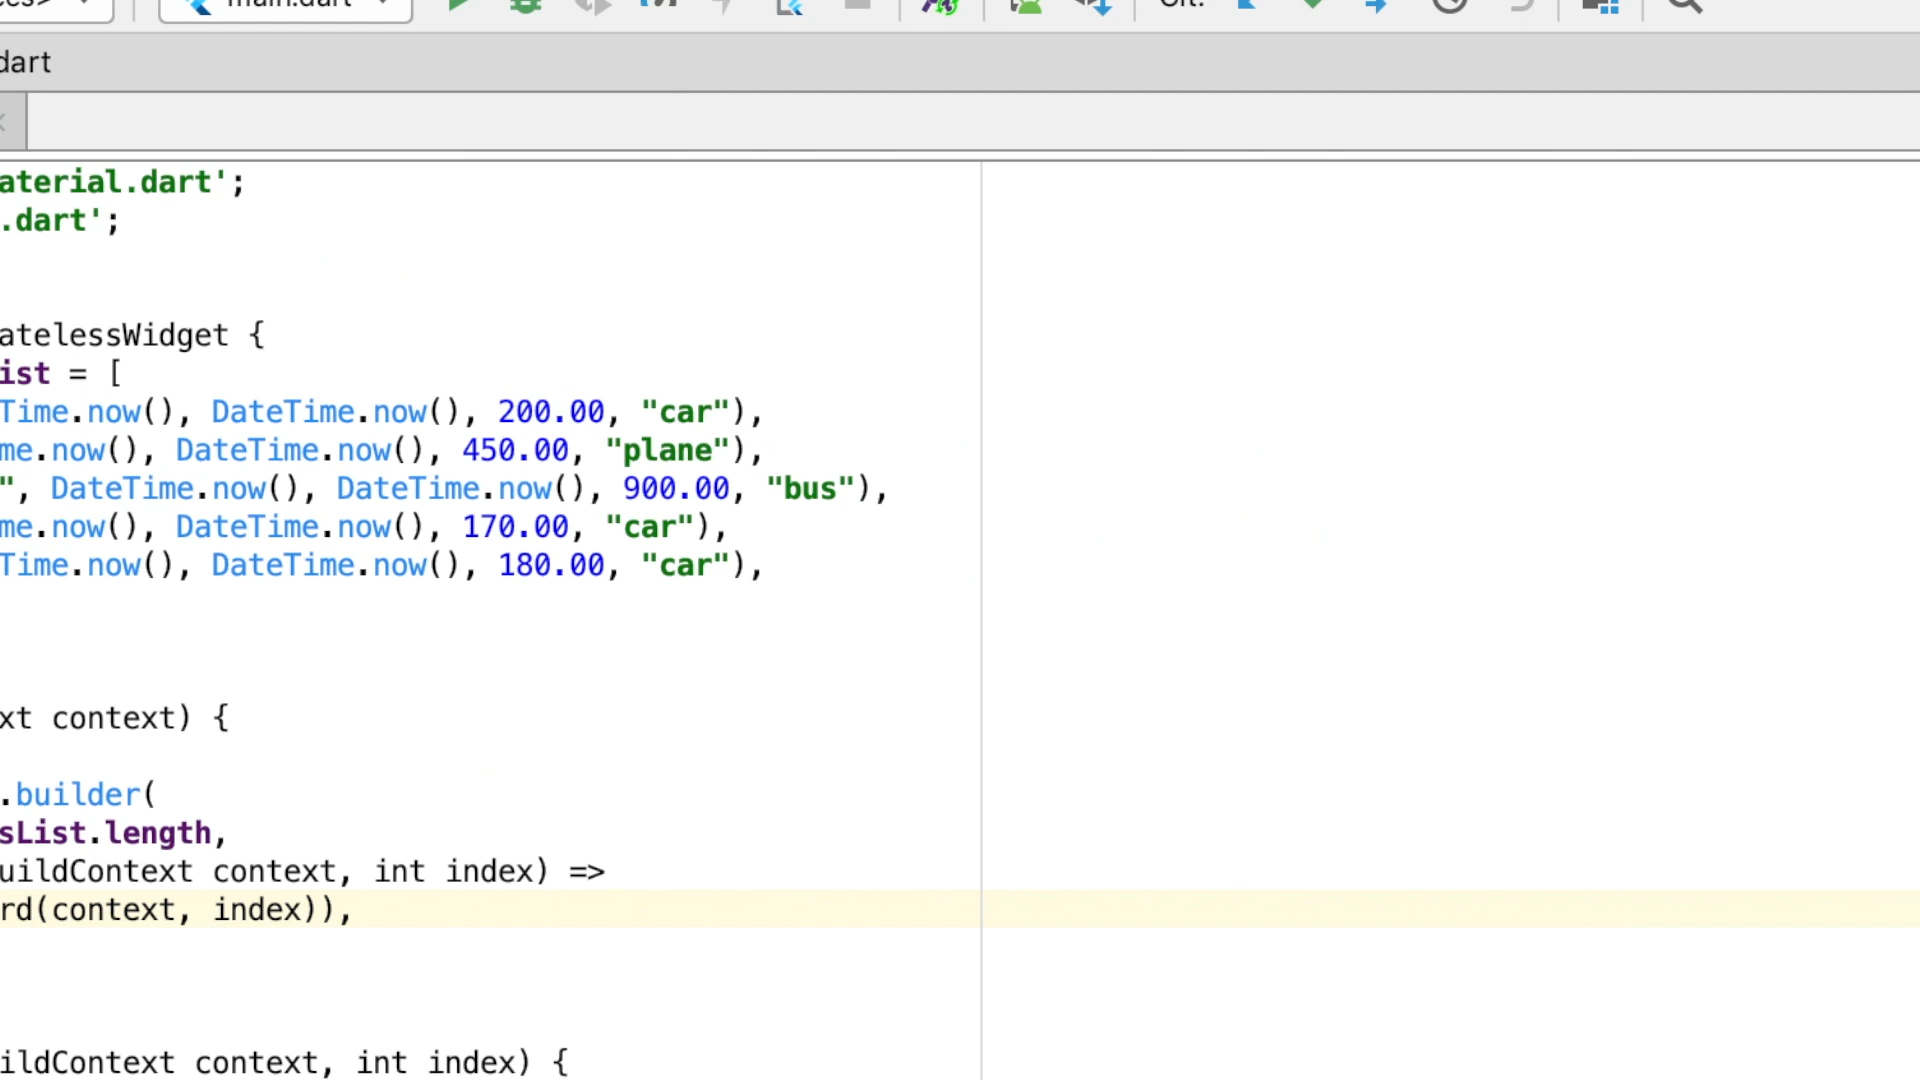 main.dart
Git:
dart
aterial.dart';
.dart';
atelessWidget {
ist = [
Time.now(), DateTime.now(), 200.00, "car"),
me.now(), DateTime.now(), 450.00, "plane"),
", DateTime.now(), DateTime.now(), 900.00, "bus"),
me.now(), DateTime.now(), 170.00, "car"),
Time.now(), DateTime.now(), 180.00, "car"),
xt context) {
.builder(
sList.length,
uildContext context, int index) =>
rd(context, index)),
ildContext context, int index) {